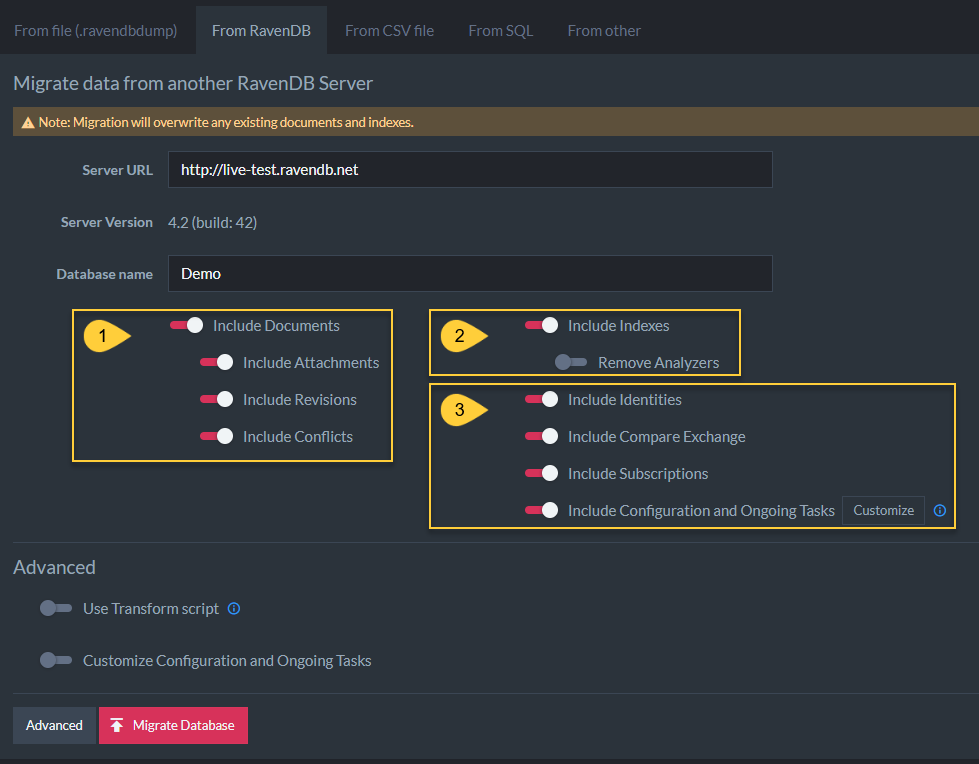 From file (.ravendbdump) From RavenDB From CSV file From SQL From other
Migrate data from another RavenDB Server
Note: Migration will overwrite any existing documents and indexes.
Server URL http://live-test.ravendb.net
Server Version 4.2 (build: 42)
Database name Demo
1 Include Documents
Include Attachments
Include Revisions
Include Conflicts
2 Include Indexes
Remove Analyzers
3 Include Identities
Include Compare Exchange
Include Subscriptions
Include Configuration and Ongoing Tasks Customize
Advanced
Use Transform script
Customize Configuration and Ongoing Tasks
Advanced Migrate Database